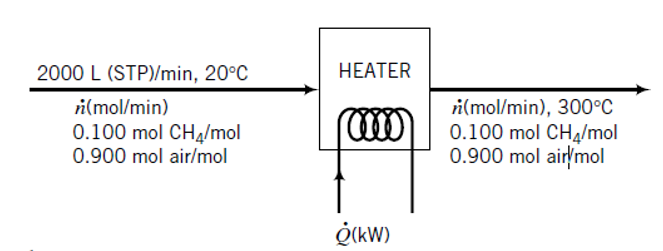 2000 L (STP)/min, 20°C
ṅ(mol/min)
0.100 mol CH₄/mol
0.900 mol air/mol
HEATER
ṅ(mol/min), 300°C
0.100 mol CH₄/mol
0.900 mol air/mol
Q̇(kW)